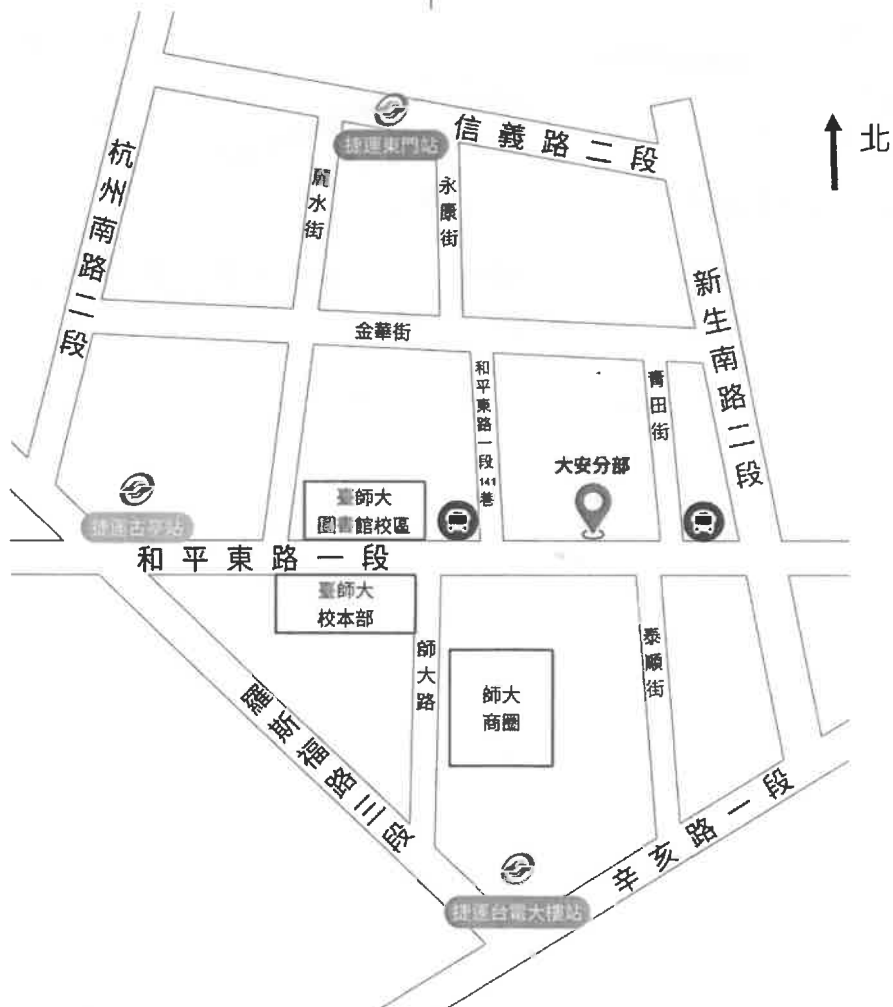 北
信義路二段
捷運東門站
杭州南路二段
麗水街
永康街
新生南路二段
金華街
和平東路一段141巷
青田街
大安分部
捷運古亭站
臺師大
圖書館校區
和平東路一段
臺師大
校本部
師大路
泰順街
師大
商圈
羅斯福路三段
辛亥路一段
捷運台電大樓站